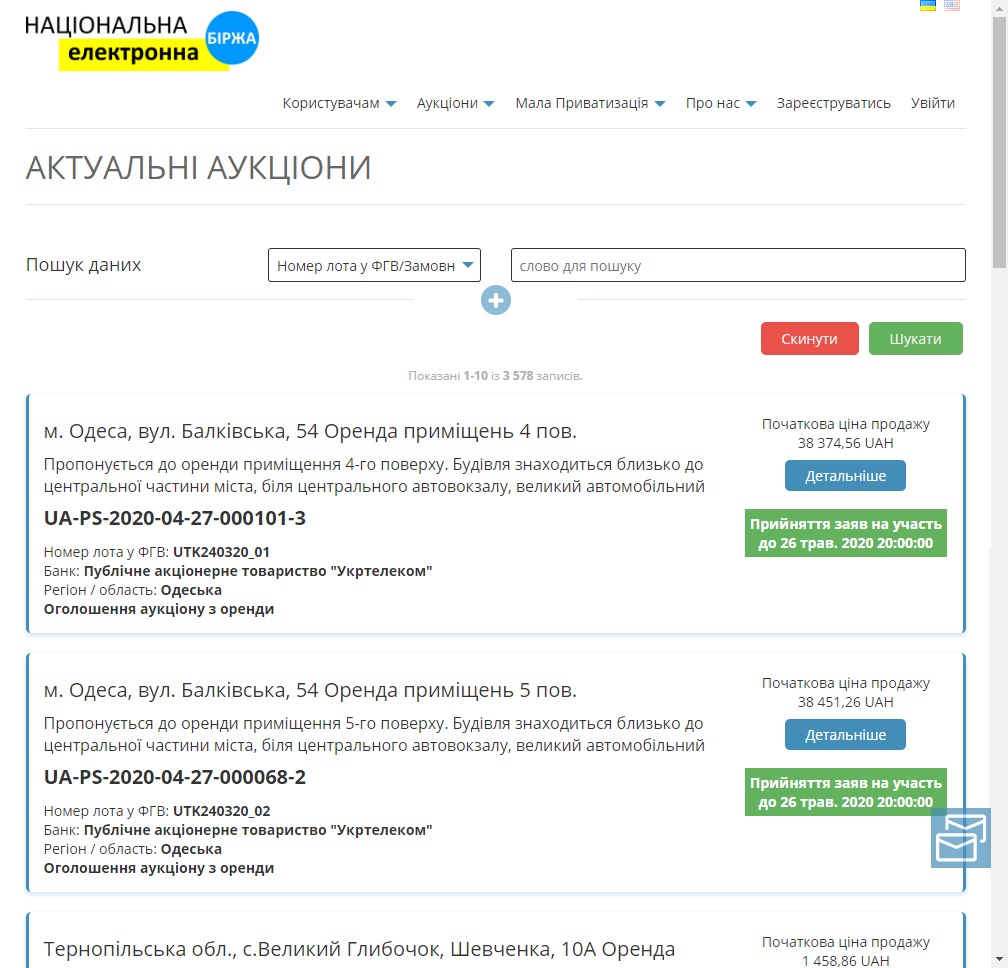 НАЦІОНАЛЬНА
електронна
БІРЖА
Користувачам Аукціони Мала Приватизація Про нас Зареєструватись Увійти
АКТУАЛЬНІ АУКЦІОНИ
Пошук даних Номер лота у ФГВ/Замовн слово для пошуку
Скинути Шукати
Показані 1-10 із 3 578 записів.
м. Одеса, вул. Балківська, 54 Оренда приміщень 4 пов.
Пропонується до оренди приміщення 4-го поверху. Будівля знаходиться близько до
центральної частини міста, біля центрального автовокзалу, великий автомобільний
UA-PS-2020-04-27-000101-3
Номер лота у ФГВ: UTK240320_01
Банк: Публічне акціонерне товариство "Укртелеком"
Регіон / область: Одеська
Оголошення аукціону з оренди
Початкова ціна продажу
38 374,56 UAH
Детальніше
Прийняття заяв на участь
до 26 трав. 2020 20:00:00
м. Одеса, вул. Балківська, 54 Оренда приміщень 5 пов.
Пропонується до оренди приміщення 5-го поверху. Будівля знаходиться близько до
центральної частини міста, біля центрального автовокзалу, великий автомобільний
UA-PS-2020-04-27-000068-2
Номер лота у ФГВ: UTK240320_02
Банк: Публічне акціонерне товариство "Укртелеком"
Регіон / область: Одеська
Оголошення аукціону з оренди
Початкова ціна продажу
38 451,26 UAH
Детальніше
Прийняття заяв на участь
до 26 трав. 2020 20:00:00
Тернопільська обл., с.Великий Глибочок, Шевченка, 10А Оренда
Початкова ціна продажу
1 458,86 UAH